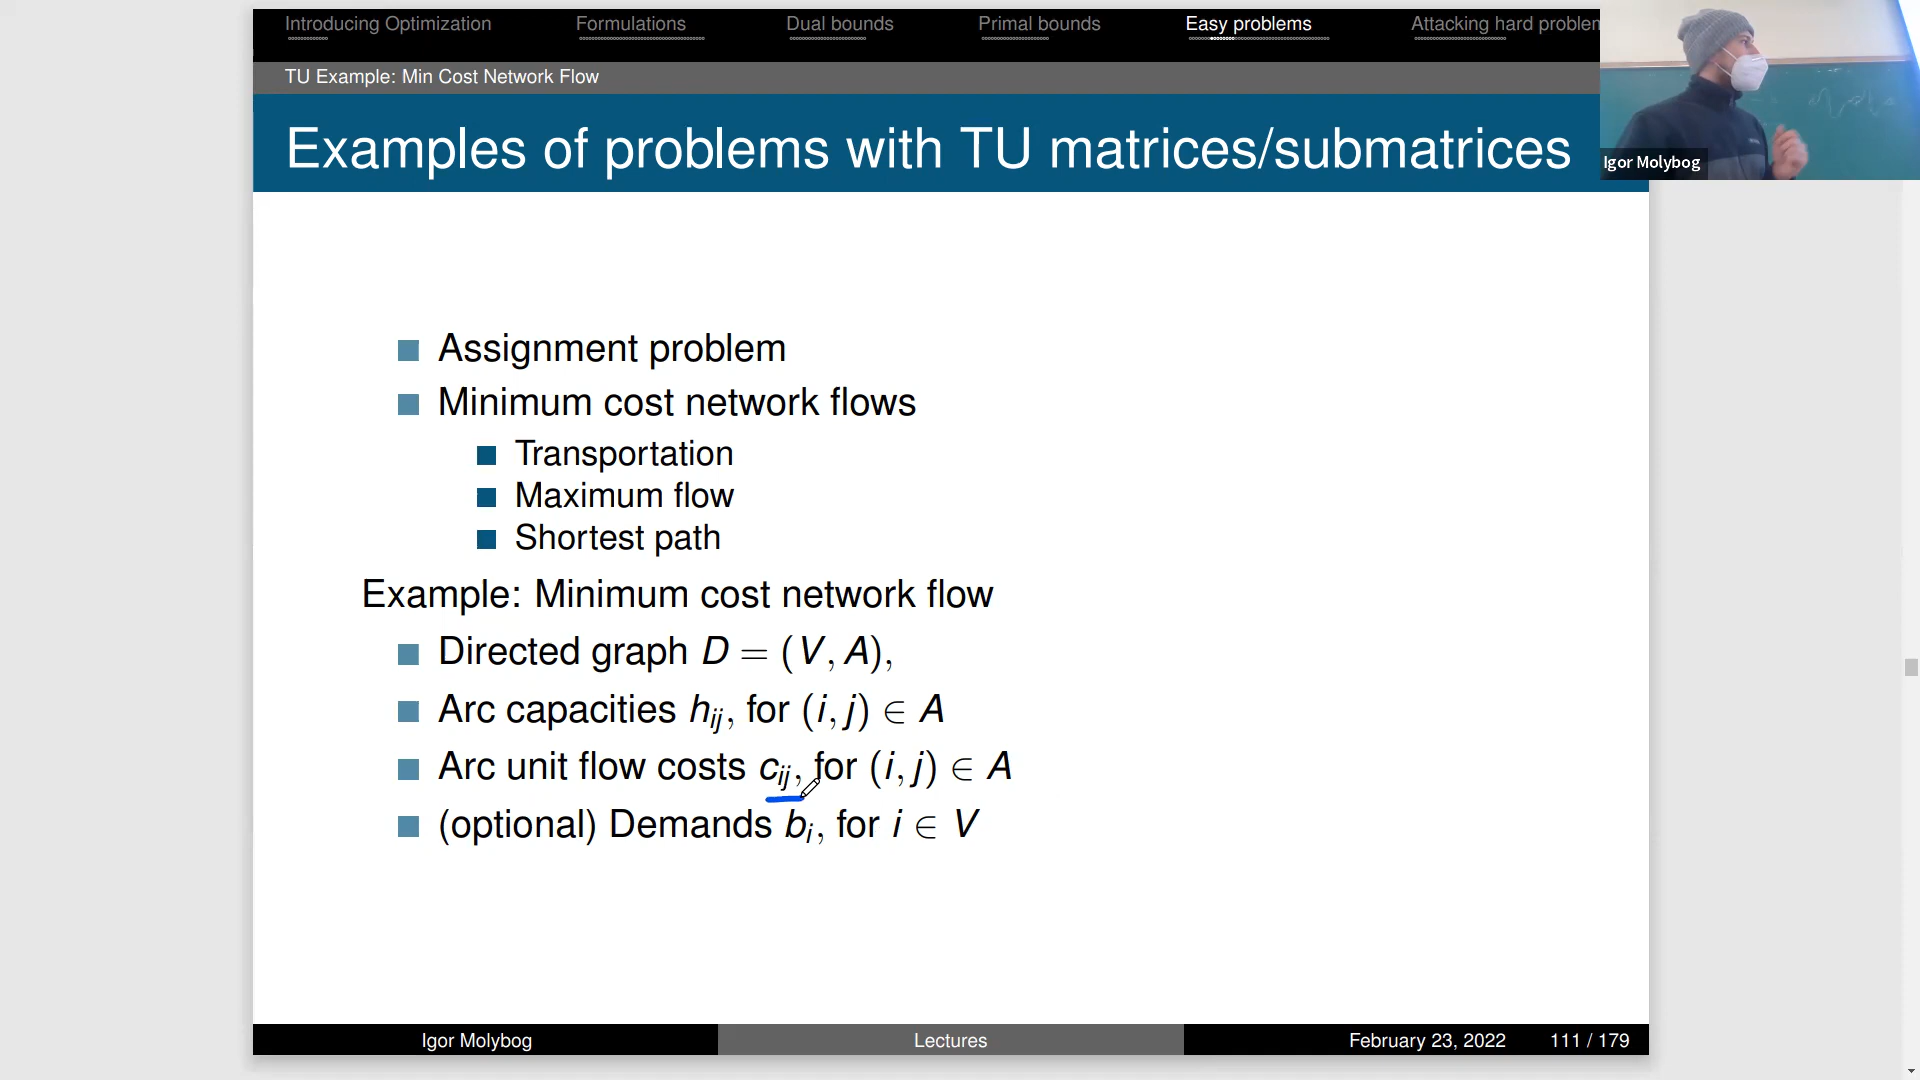 Introducing Optimization Formulations Dual bounds Primal bounds Easy problems Attacking hard problem
TU Example: Min Cost Network Flow
Examples of problems with TU matrices/submatrices
Igor Molybog
Assignment problem
Minimum cost network flows
Transportation
Maximum flow
Shortest path
Example: Minimum cost network flow
Directed graph D = (V, A),
Arc capacities h_ij, for (i, j) ∈ A
Arc unit flow costs c_ij, for (i, j) ∈ A
(optional) Demands b_i, for i ∈ V
Igor Molybog Lectures February 23, 2022 111 / 179